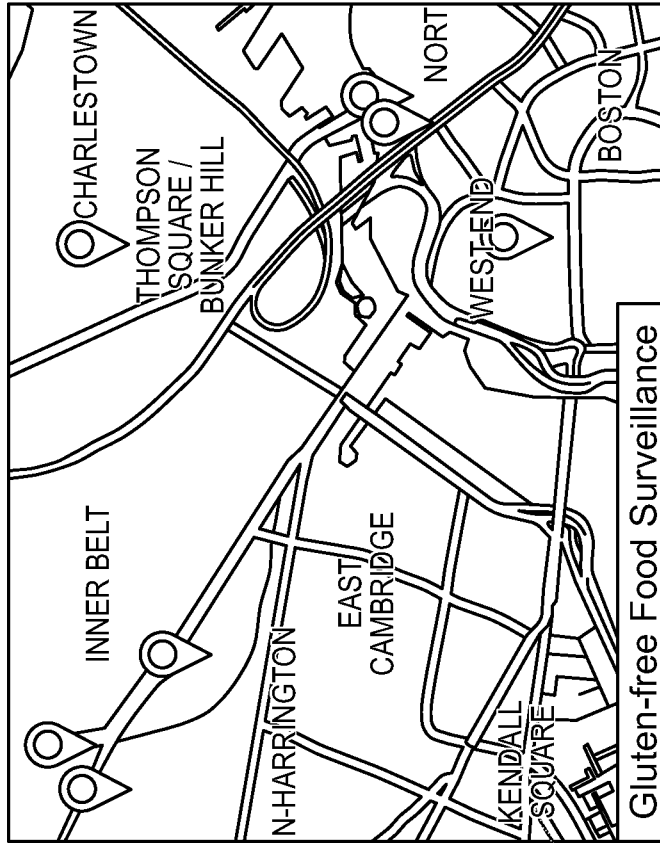 CHARLESTOWN
THOMPSON
SQUARE /
BUNKER HILL
NORT
INNER BELT
WEST END
BOSTON
EAST
CAMBRIDGE
N-HARRINGTON
KENDALL
SQUARE
Gluten-free Food Surveillance